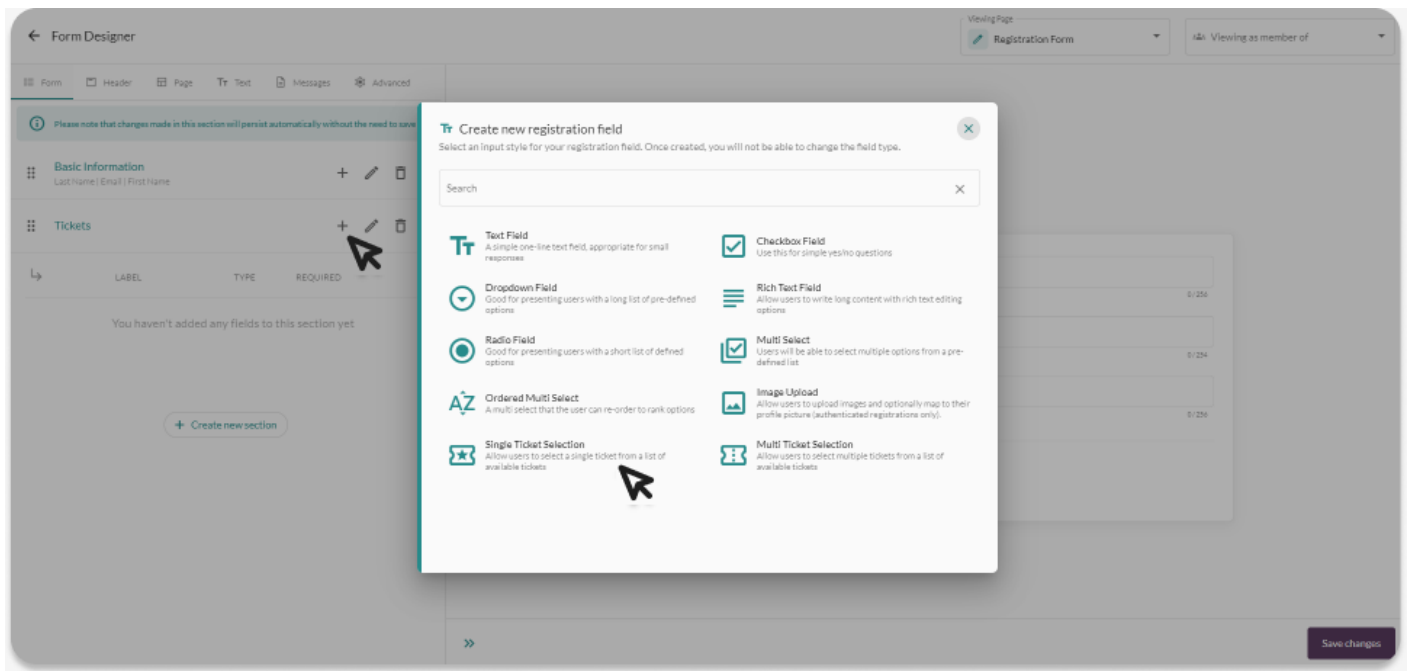 Form Designer
Viewing Page
Registration Form
Viewing as member of
Form
Header
Page
Text
Messages
Advanced
Please note that changes made in this section will persist automatically without the need to save
Basic Information
Last Name | Email | First Name
Tickets
LABEL
TYPE
REQUIRED
You haven't added any fields to this section yet
Create new section
Create new registration field
Select an input style for your registration field. Once created, you will not be able to change the field type.
Search
Text Field
A simple one-line text field, appropriate for small
responses
Checkbox Field
Use this for simple yes/no questions
Dropdown Field
Good for presenting users with a long list of pre-defined
options
Rich Text Field
Allow users to write long content with rich text editing
options
Radio Field
Good for presenting users with a short list of defined
options
Multi Select
Users will be able to select multiple options from a pre-
defined list
Ordered Multi Select
A multi select that the user can re-order to rank options
Image Upload
Allow users to upload images and optionally map to their
profile picture (authenticated registrations only).
Single Ticket Selection
Allow users to select a single ticket from a list of
available tickets
Multi Ticket Selection
Allow users to select multiple tickets from a list of
available tickets
0/256
0/254
0/256
Save changes